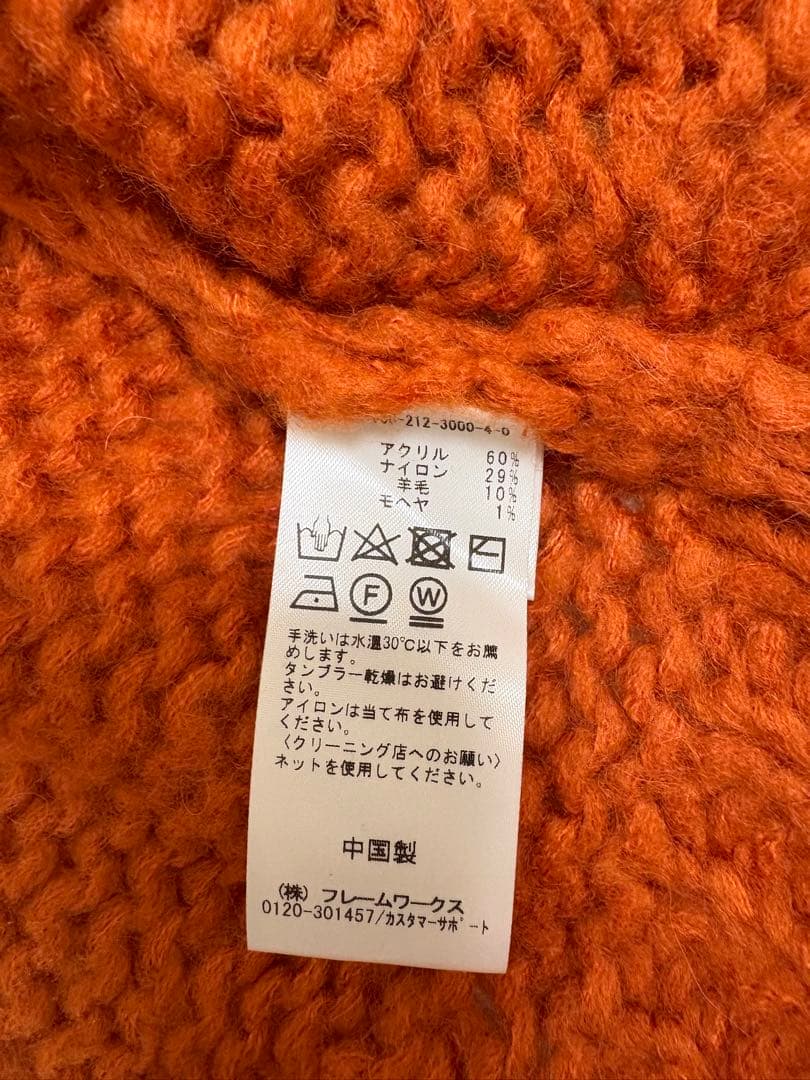 -212-3000-4-0
アクリル 60%
ナイロン 29%
羊毛 10%
モヘヤ 1%
F W
手洗いは水温30℃以下をお薦
めします。
タンブラー乾燥はお避けくだ
さい。
アイロンは当て布を使用して
ください。
〈クリーニング店へのお願い〉
ネットを使用してください。
中国製
(株) フレームワークス
0120-301457/カスタマーサポート